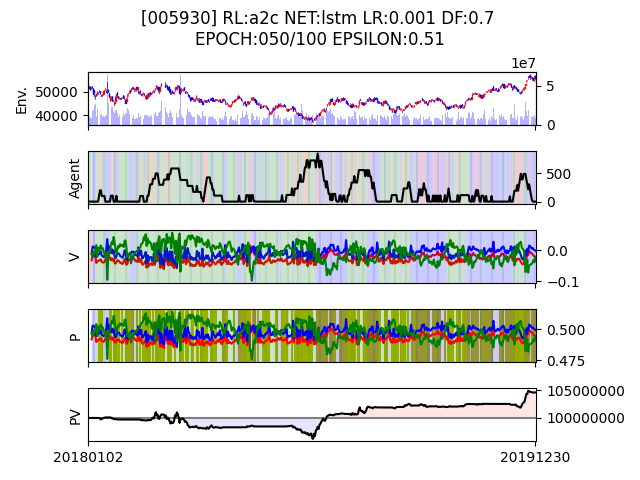 [005930] RL:a2c NET:lstm LR:0.001 DF:0.7
EPOCH:050/100 EPSILON:0.51
1e7
Env.
50000
40000
5
0
Agent
500
0
V
0.0
−0.1
P
0.500
0.475
PV
105000000
100000000
20180102
20191230